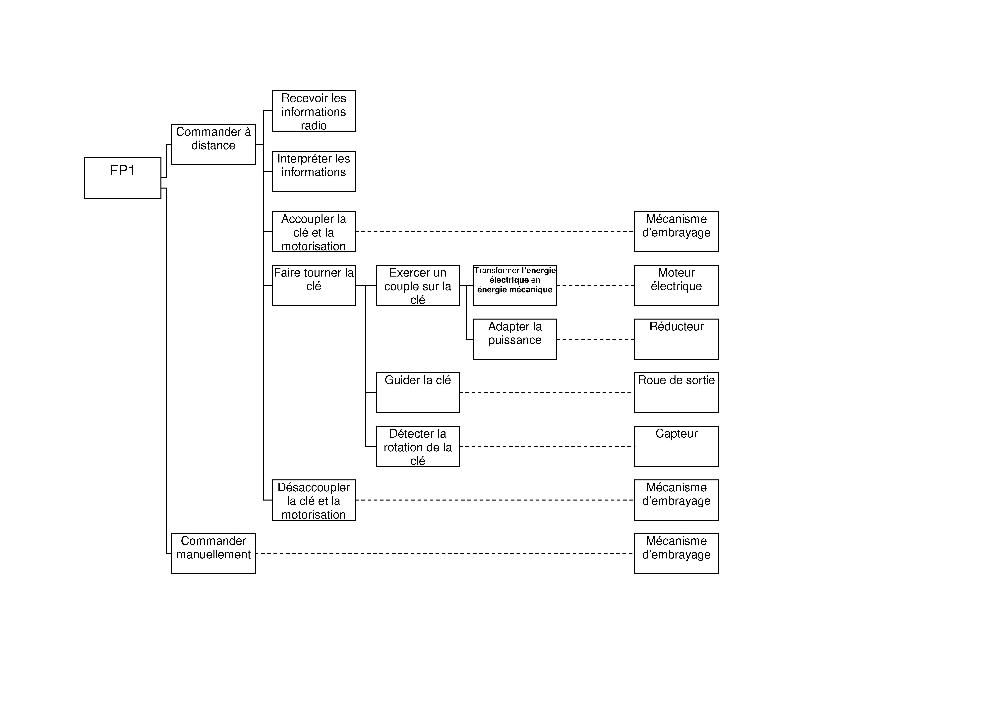 Recevoir les
informations
radio
Commander à
distance
Interpréter les
informations
FP1
Accoupler la
clé et la
motorisation
Mécanisme
d'embrayage
Faire tourner la
clé
Exercer un
couple sur la
clé
Transformer l'énergie
électrique en
énergie mécanique
Moteur
électrique
Adapter la
puissance
Réducteur
Guider la clé
Roue de sortie
Détecter la
rotation de la
clé
Capteur
Désaccoupler
la clé et la
motorisation
Mécanisme
d'embrayage
Commander
manuellement
Mécanisme
d'embrayage